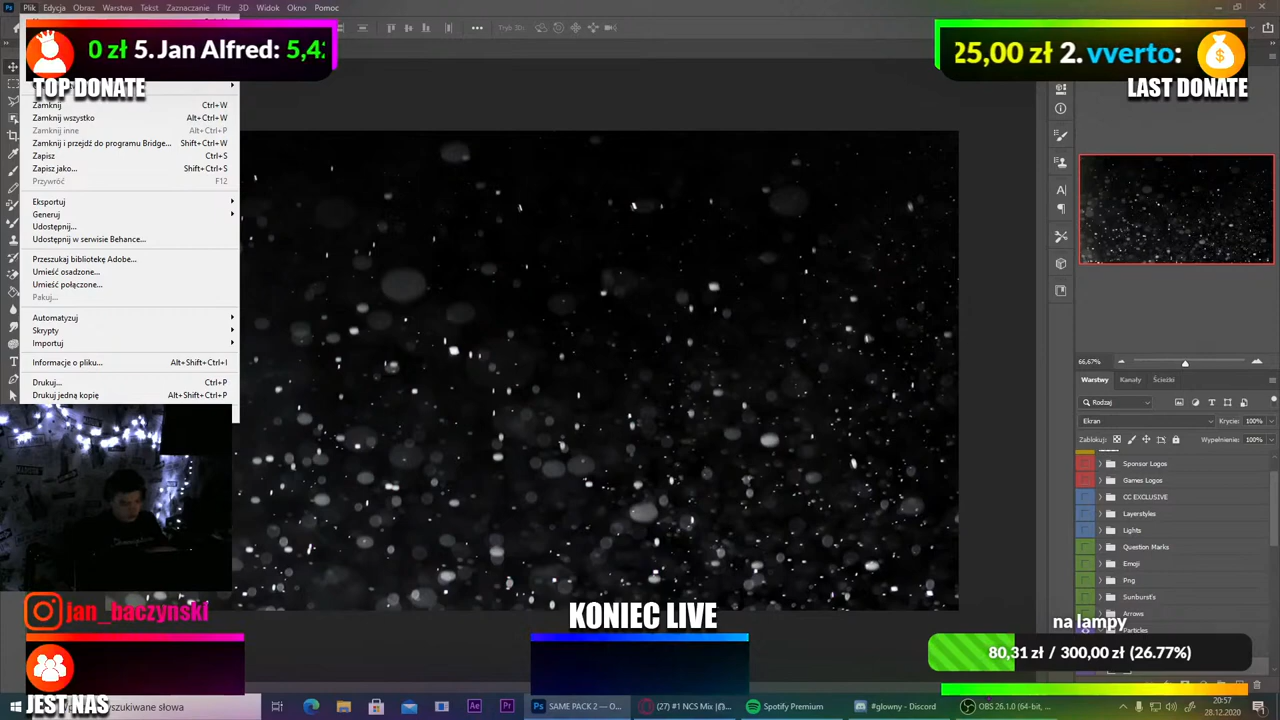 Plik Edycja Obraz Warstwa Zaznaczanie Filtr 3D Widok Okno Pomoc
Tryb 3D:
0 zł 5. Jan Alfred: 5,4
TOP DONATE
25,00 zł 2. vverto:
LAST DONATE
Zamknij Ctrl+W
Zamknij wszystko Alt+Ctrl+W
Zamknij inne Alt+Ctrl+P
Zamknij i przejdź do programu Bridge... Shift+Ctrl+W
Zapisz Ctrl+S
Zapisz jako... Shift+Ctrl+S
Przywróć F12
Eksportuj
Generuj
Udostępnij...
Udostępnij w serwisie Behance...
Przeszukaj bibliotekę Adobe...
Umieść osadzone...
Umieść połączone...
Pakuj...
Automatyzuj
Skrypty
Importuj
Informacje o pliku... Alt+Shift+Ctrl+I
Drukuj... Ctrl+P
Drukuj jedną kopię Alt+Shift+Ctrl+P
66,67%
Warstwy Kanały Ścieżki
Rodzaj
Ekran Krycie: 100%
Zablokuj: Wypełnienie: 100%
Sponsor Logos
Games Logos
CC EXCLUSIVE
Layerstyles
Lights
Question Marks
Emoji
Png
Sunburst's
Arrows
Particles
jan_baczynski
KONIEC LIVE
na lampy
80,31 zł / 300,00 zł (26.77%)
JEST NAS
szukiwane słowa
SAME PACK 2 — O...
(27) #1 NCS Mix |
Spotify Premium
#glowny - Discord
OBS 26.1.0 (64-bit, ...
20:57
28.12.2020